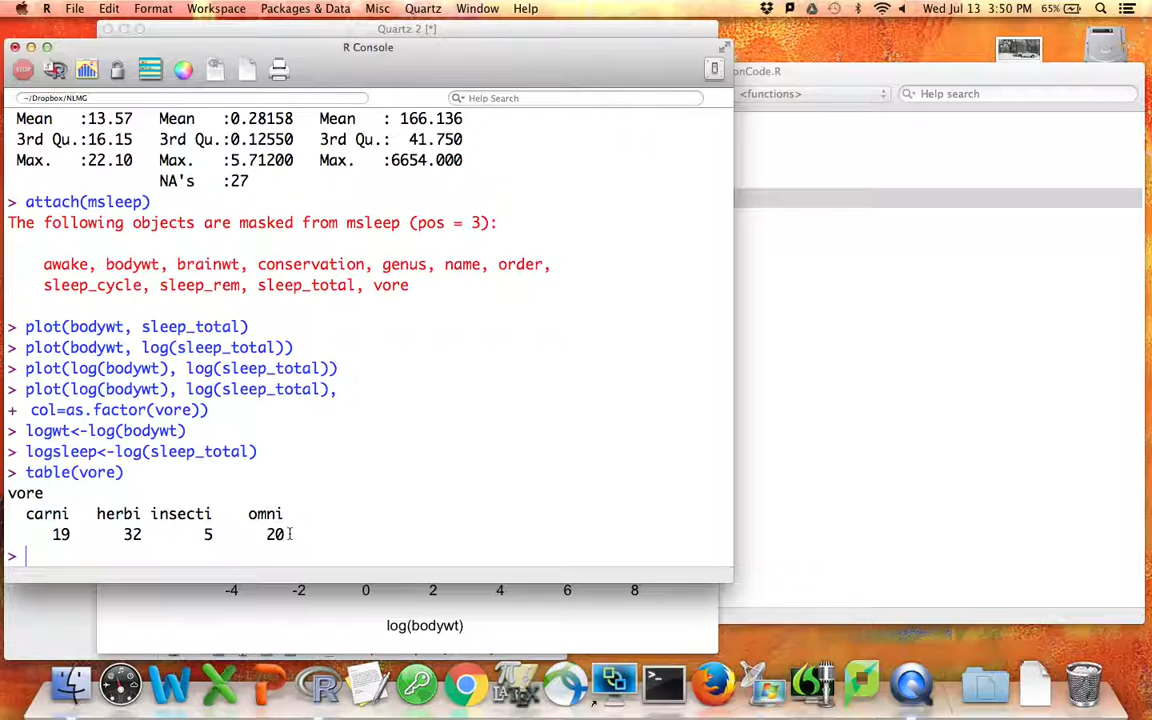 R File Edit Format Workspace Packages & Data Misc Quartz Window Help Wed Jul 13 3:50 PM 65%
Quartz 2 [*]
R Console
onCode.R
STOP
<functions> Help search
~/Dropbox/NLMG Help Search
Mean :13.57 Mean :0.28158 Mean : 166.136
3rd Qu.:16.15 3rd Qu.:0.12550 3rd Qu.: 41.750
Max. :22.10 Max. :5.71200 Max. :6654.000
NA's :27
> attach(msleep)
The following objects are masked from msleep (pos = 3):
awake, bodywt, brainwt, conservation, genus, name, order,
sleep_cycle, sleep_rem, sleep_total, vore
> plot(bodywt, sleep_total)
> plot(bodywt, log(sleep_total))
> plot(log(bodywt), log(sleep_total))
> plot(log(bodywt), log(sleep_total),
+ col=as.factor(vore))
> logwt<-log(bodywt)
> logsleep<-log(sleep_total)
> table(vore)
vore
carni herbi insecti omni
19 32 5 20
>
-4 -2 0 2 4 6 8
log(bodywt)